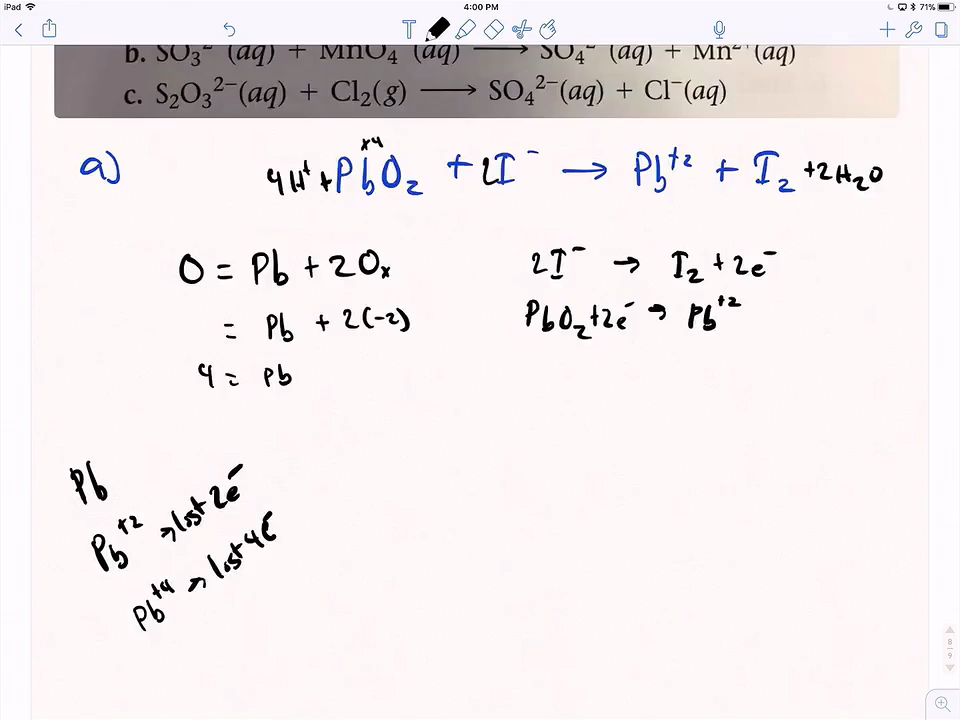 iPad 4:00 PM 71%
T
b. SO₃²⁻(aq) + MnO₄⁻(aq) ⟶ SO₄²⁻(aq) + Mn²⁺(aq)
c. S₂O₃²⁻(aq) + Cl₂(g) ⟶ SO₄²⁻(aq) + Cl⁻(aq)
+4
a) 4H⁺ + PbO₂ + 2I⁻ → Pb⁺² + I₂ + 2H₂O
0 = Pb + 2Ox
= Pb + 2(-2)
4 = Pb
2I⁻ → I₂ + 2e⁻
PbO₂ + 2e⁻ → Pb⁺²
Pb
Pb⁺² → lost 2e⁻
Pb⁺⁴ → lost 4e⁻
8
9